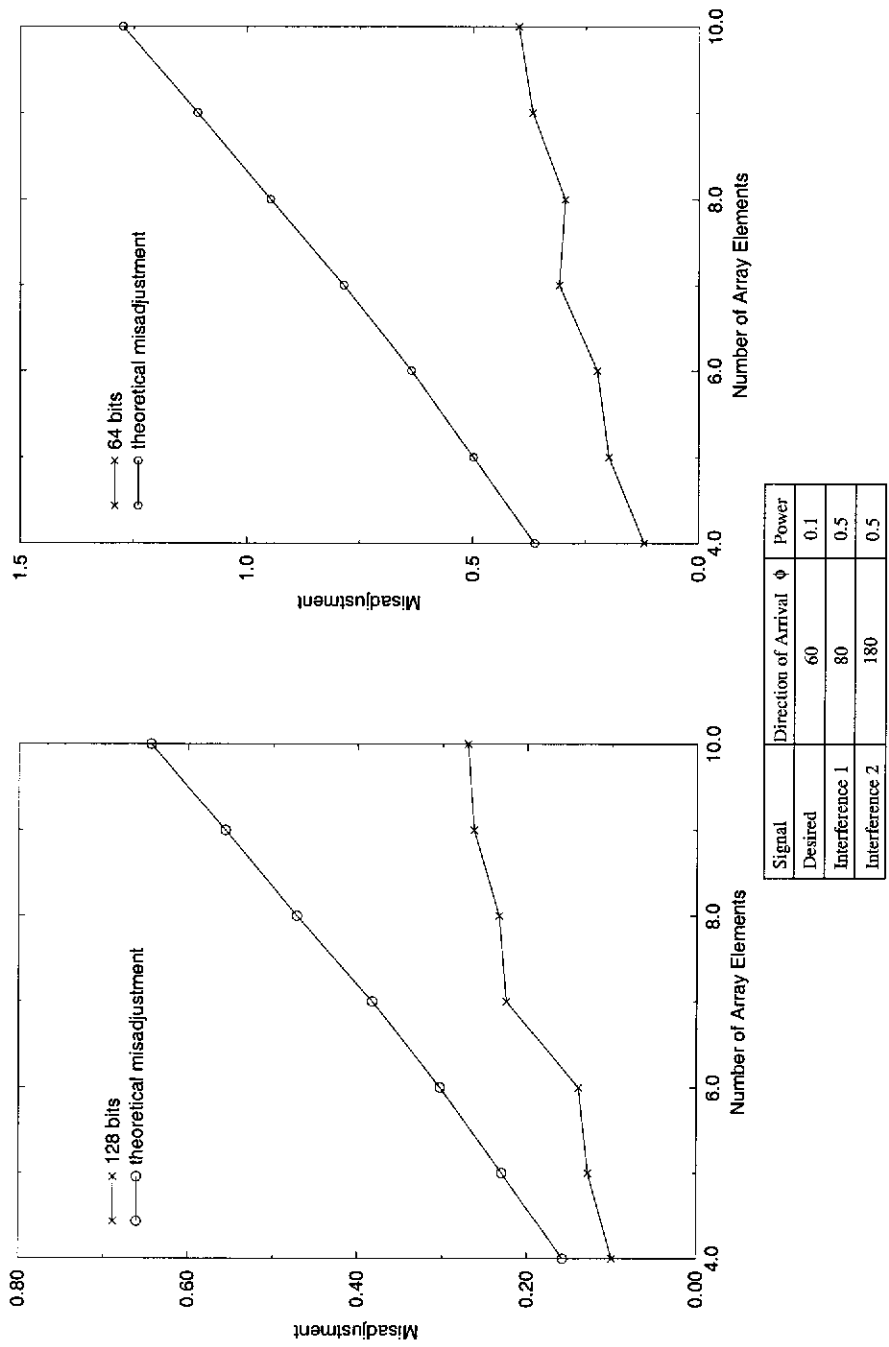 0.80
0.60
0.40
0.20
0.00
Misadjustment
128 bits
theoretical misadjustment
4.0
6.0
8.0
10.0
Number of Array Elements
1.5
1.0
0.5
0.0
Misadjustment
64 bits
theoretical misadjustment
4.0
6.0
8.0
10.0
Number of Array Elements
Signal Direction of Arrival ϕ Power
Desired 60 0.1
Interference 1 80 0.5
Interference 2 180 0.5